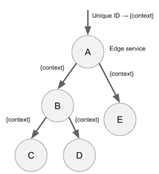 Unique ID → {context}
A
Edge service
{context}
{context}
B
E
{context}
{context}
C
D